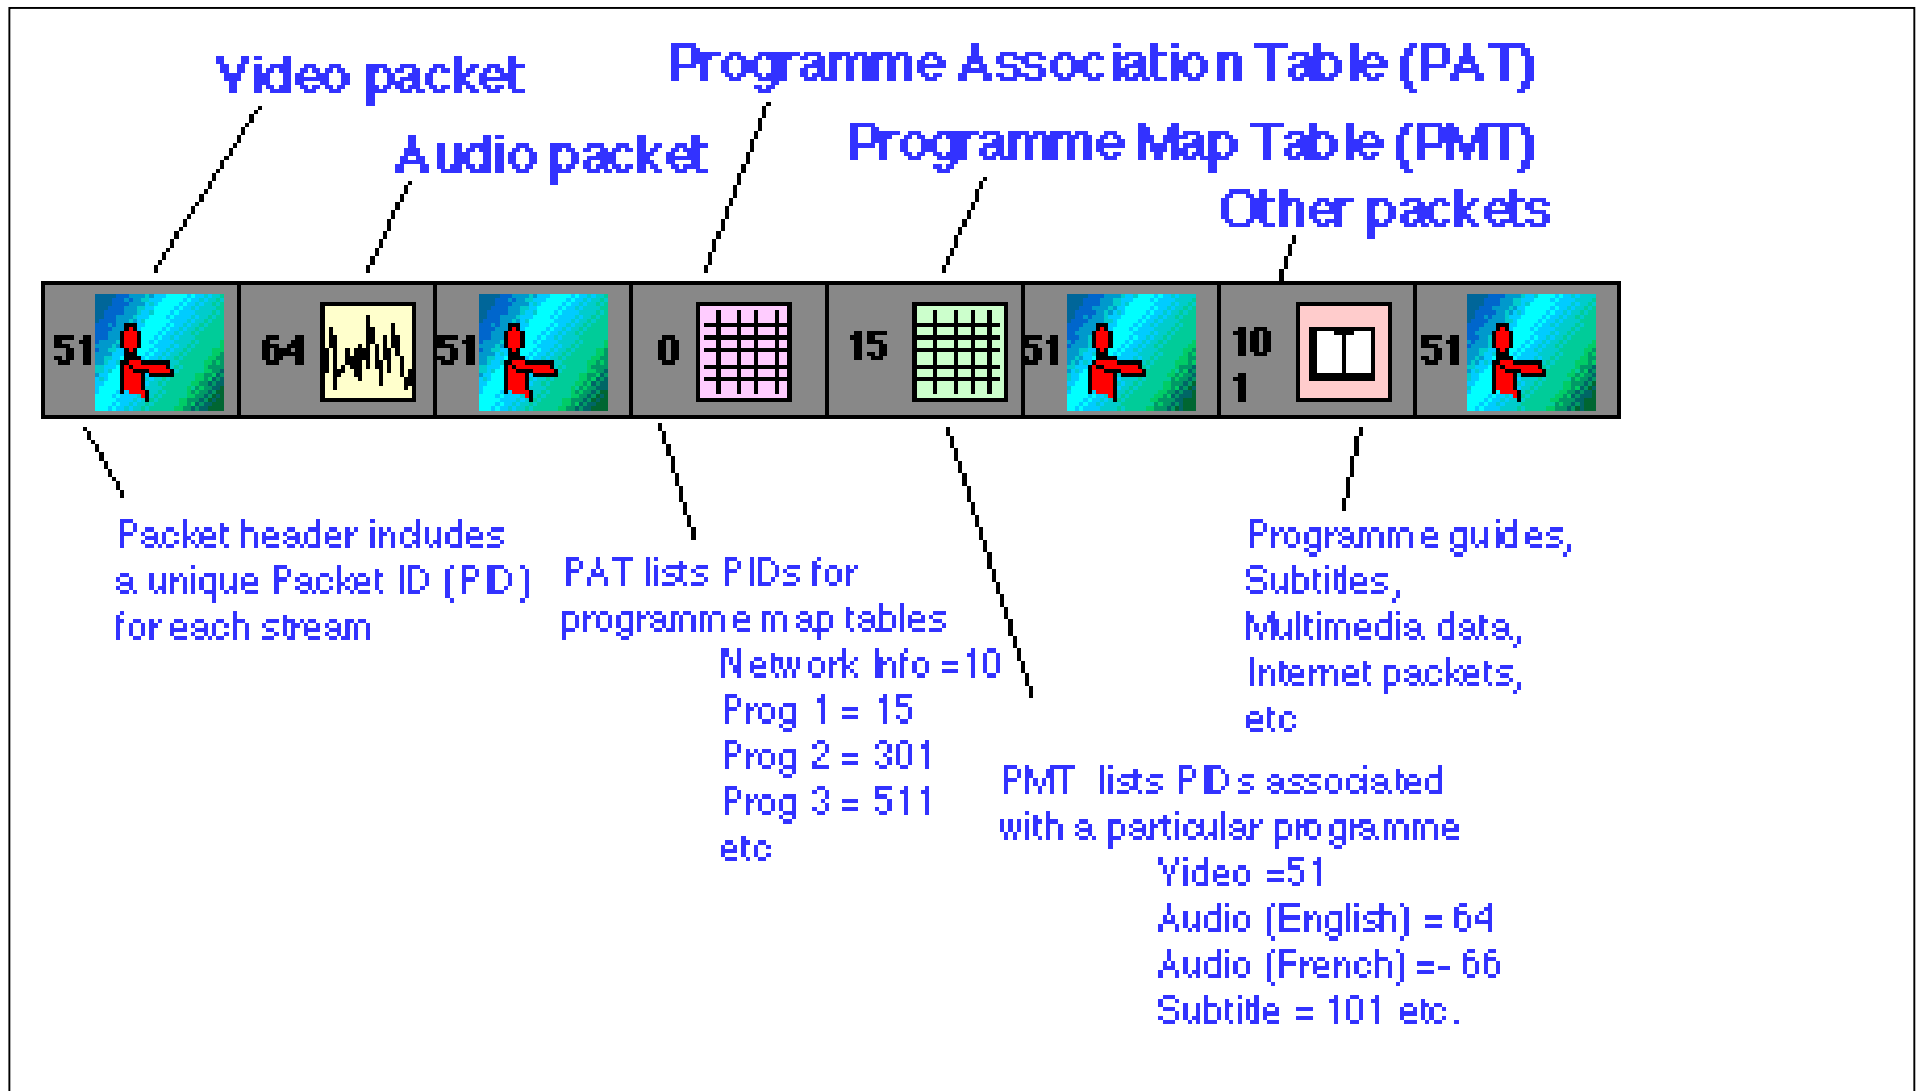 Video packet
Programme Association Table (PAT)
Audio packet
Programme Map Table (PMT)
Other packets
51
64
51
0
15
51
10
1
51
Packet header includes
a unique Packet ID (PID)
for each stream
PAT lists PIDs for
programme map tables
Network Info =10
Prog 1 = 15
Prog 2 = 301
Prog 3 = 511
etc
PMT lists PIDs associated
with a particular programme
Video =51
Audio (English) = 64
Audio (French) =- 66
Subtitle = 101 etc.
Programme guides,
Subtitles,
Multimedia data,
Internet packets,
etc